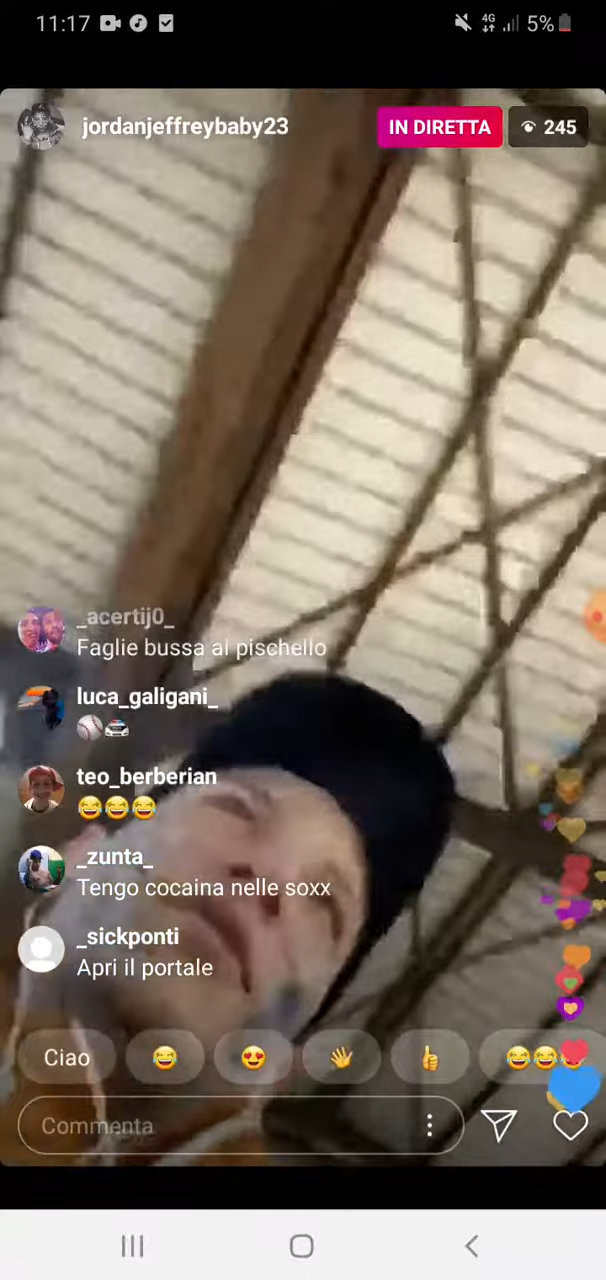 11:17
4G
5%
jordanjeffreybaby23
IN DIRETTA
245
_acertij0_
Faglie bussa al pischello
luca_galigani_
teo_berberian
😂😂😂
_zunta_
Tengo cocaina nelle soxx
_sickponti
Apri il portale
Ciao
Commenta